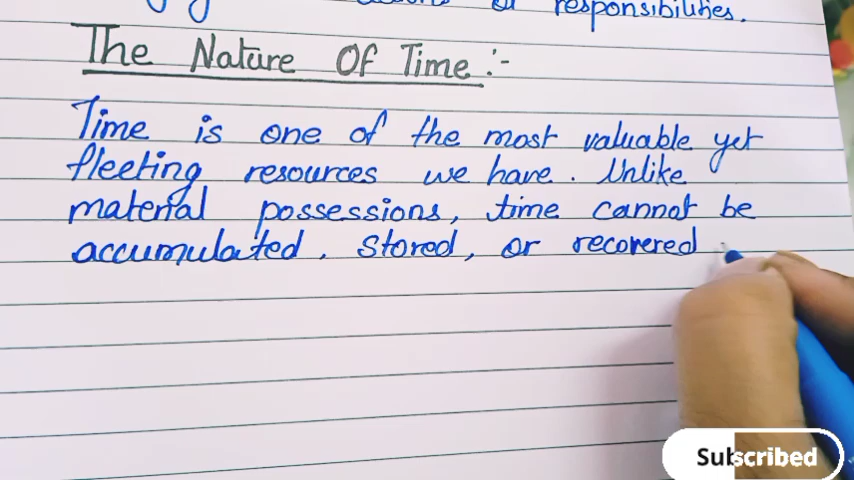 or responsibilities.
The Nature Of Time :-
Time is one of the most valuable yet
fleeting resources we have. Unlike
material possessions, time cannot be
accumulated, stored, or recovered
Subscribed